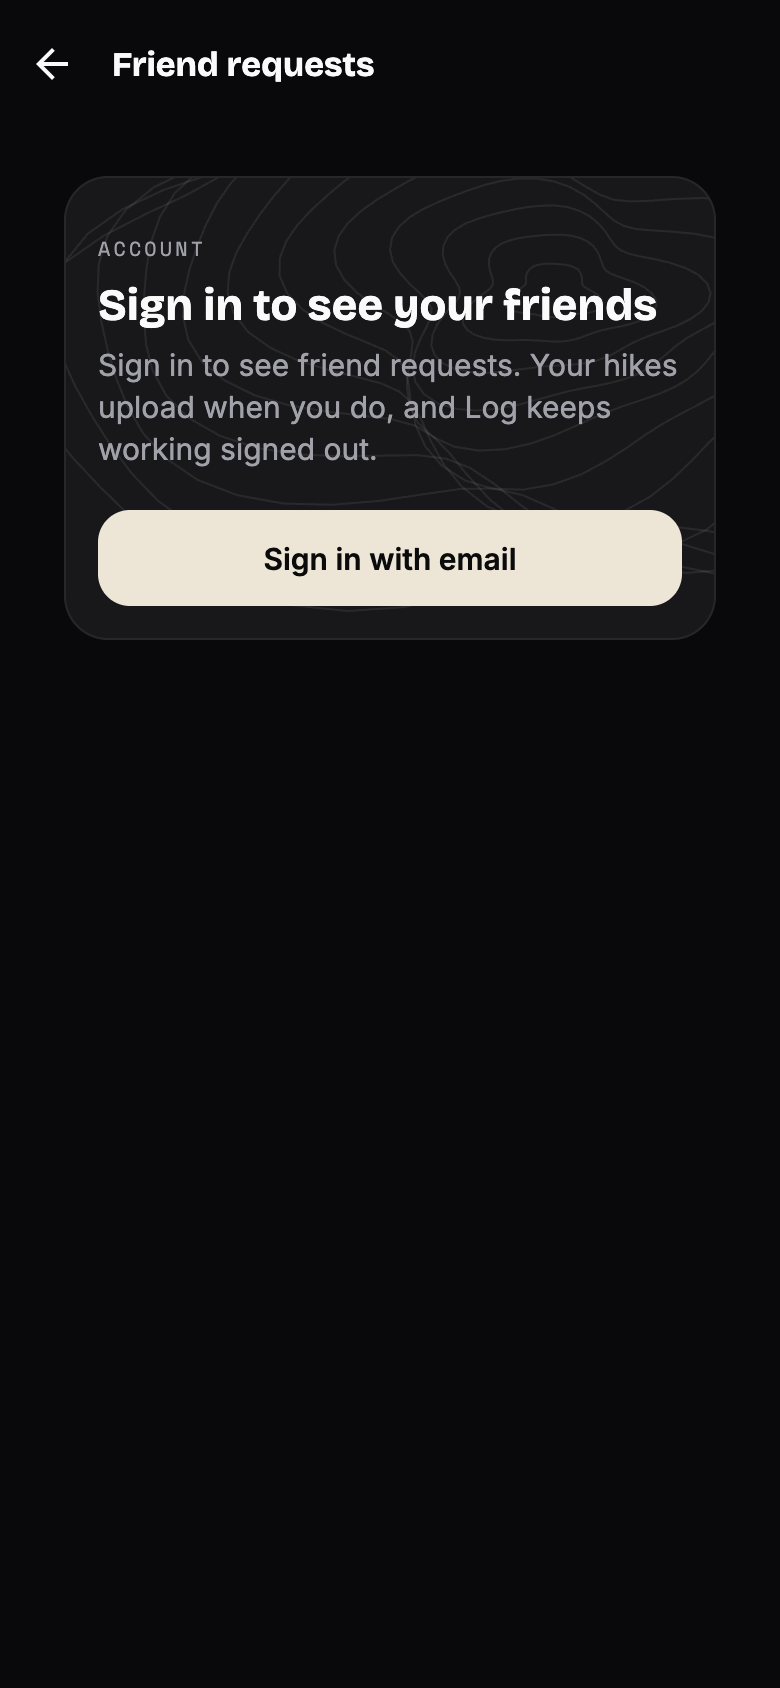 Friend requests
ACCOUNT
Sign in to see your friends
Sign in to see friend requests. Your hikes
upload when you do, and Log keeps
working signed out.
Sign in with email